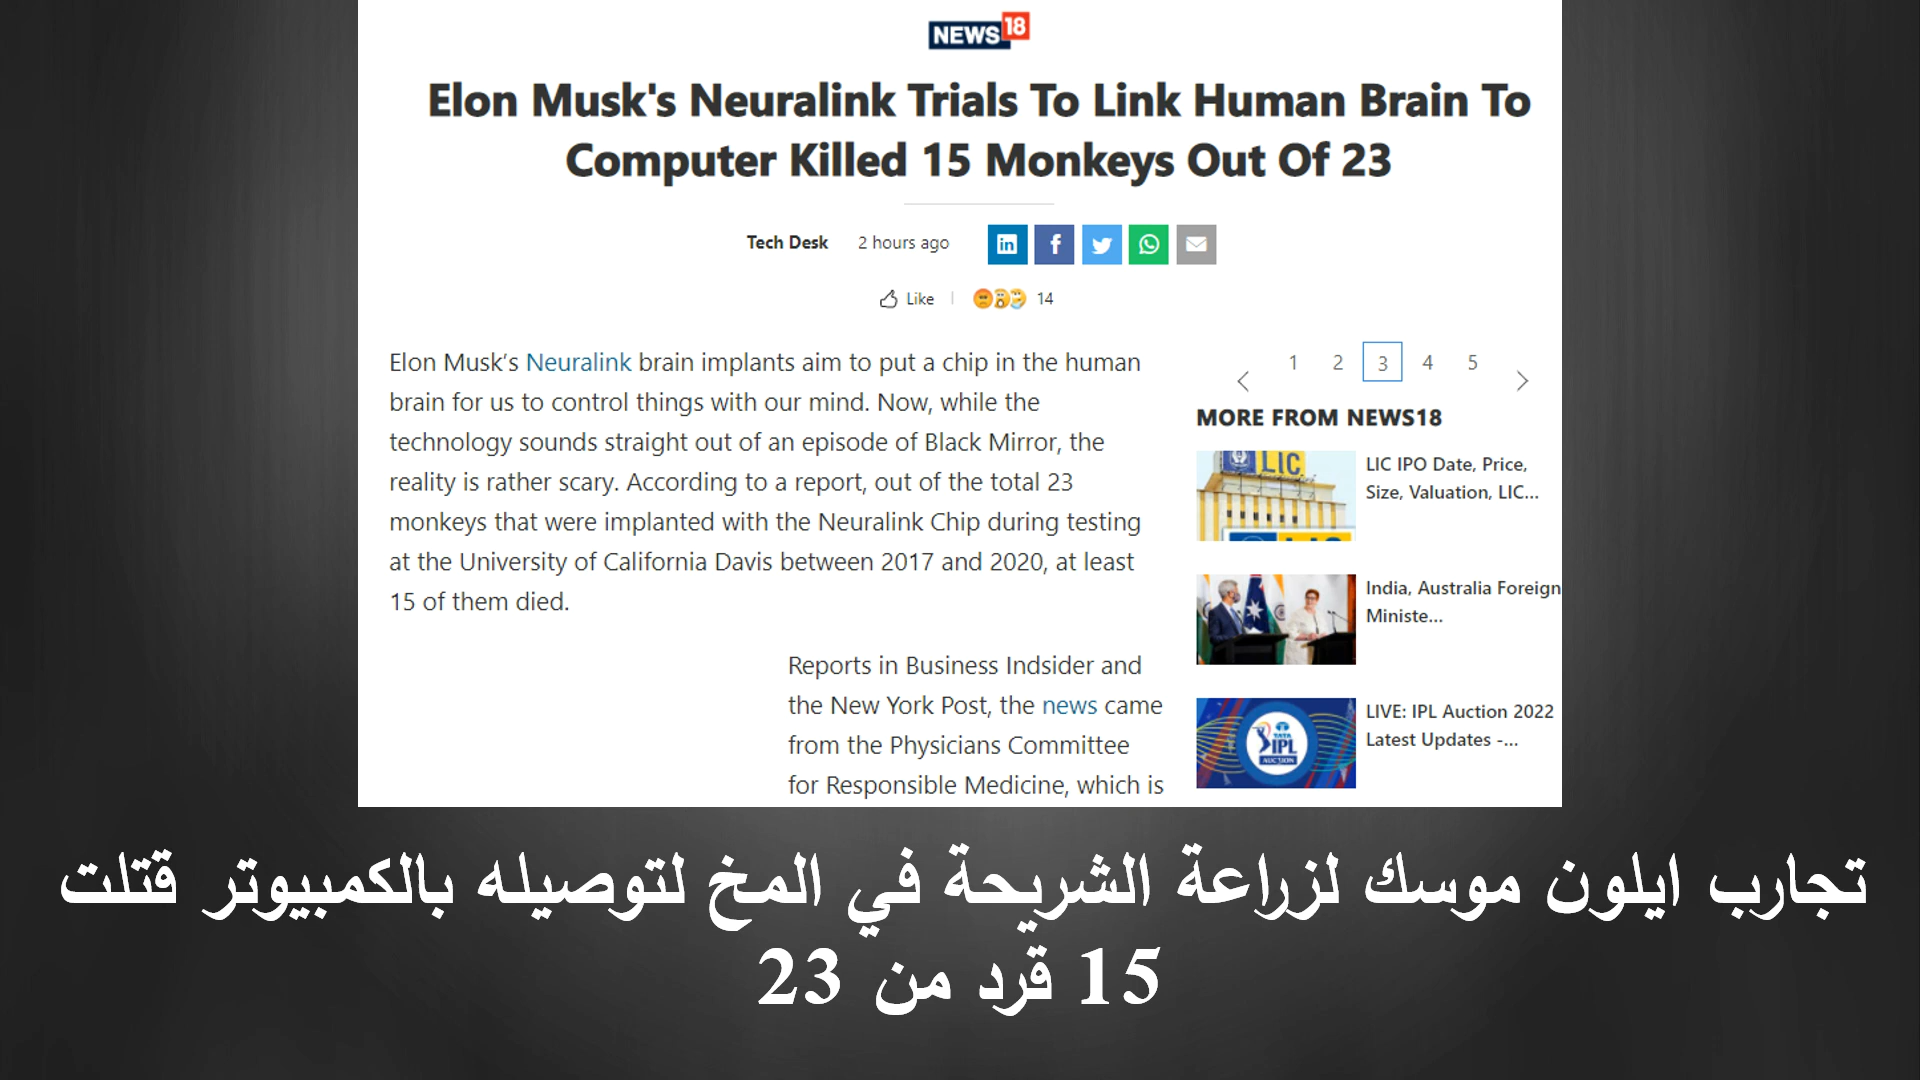 NEWS18
Elon Musk's Neuralink Trials To Link Human Brain To
Computer Killed 15 Monkeys Out Of 23
Tech Desk 2 hours ago
Like 14
Elon Musk’s Neuralink brain implants aim to put a chip in the human
brain for us to control things with our mind. Now, while the
technology sounds straight out of an episode of Black Mirror, the
reality is rather scary. According to a report, out of the total 23
monkeys that were implanted with the Neuralink Chip during testing
at the University of California Davis between 2017 and 2020, at least
15 of them died.
Reports in Business Indsider and
the New York Post, the news came
from the Physicians Committee
for Responsible Medicine, which is
1 2 3 4 5
MORE FROM NEWS18
LIC
LIC
LIC IPO Date, Price,
Size, Valuation, LIC...
India, Australia Foreign
Ministe...
TATA
IPL
AUCTION
LIVE: IPL Auction 2022
Latest Updates -...
تجارب ايلون موسك لزراعة الشريحة في المخ لتوصيله بالكمبيوتر قتلت
15 قرد من 23